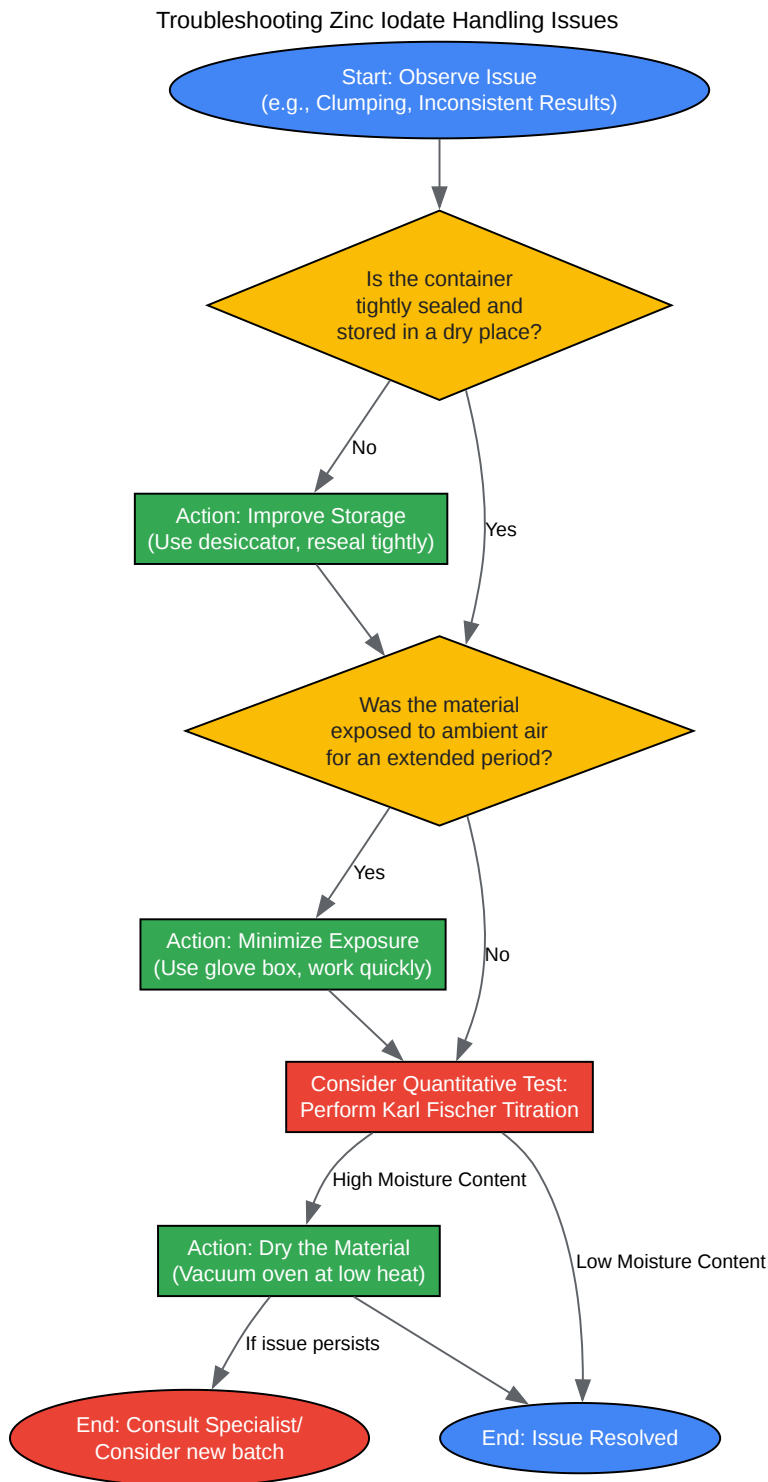 Troubleshooting Zinc Iodate Handling Issues
Start: Observe Issue
(e.g., Clumping, Inconsistent Results)
Is the container
tightly sealed and
stored in a dry place?
No
Action: Improve Storage
(Use desiccator, reseal tightly)
Yes
Was the material
exposed to ambient air
for an extended period?
Yes
Action: Minimize Exposure
(Use glove box, work quickly)
No
Consider Quantitative Test:
Perform Karl Fischer Titration
High Moisture Content
Action: Dry the Material
(Vacuum oven at low heat)
Low Moisture Content
If issue persists
End: Consult Specialist/
Consider new batch
End: Issue Resolved